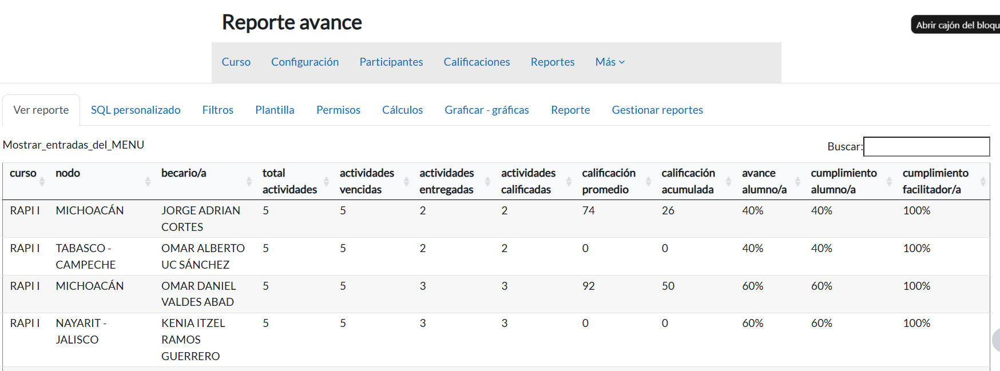 Reporte avance
Abrir cajón del bloqu
Curso Configuración Participantes Calificaciones Reportes Más
Ver reporte SQL personalizado Filtros Plantilla Permisos Cálculos Graficar - gráficas Reporte Gestionar reportes
Mostrar_entradas_del_MENU
Buscar:
curso nodo becario/a total actividades actividades vencidas actividades entregadas actividades calificadas calificación promedio calificación acumulada avance alumno/a cumplimiento alumno/a cumplimiento facilitador/a
RAPI I MICHOACÁN JORGE ADRIAN CORTES 5 5 2 2 74 26 40% 40% 100%
RAPI I TABASCO - CAMPECHE OMAR ALBERTO UC SÁNCHEZ 5 5 2 2 0 0 40% 40% 100%
RAPI I MICHOACÁN OMAR DANIEL VALDES ABAD 5 5 3 3 92 50 60% 60% 100%
RAPI I NAYARIT - JALISCO KENIA ITZEL RAMOS GUERRERO 5 5 3 3 0 0 60% 60% 100%